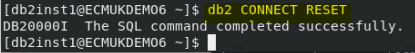 [db2inst1@ECMUKDEMO6 ~]$ db2 CONNECT RESET
DB20000I  The SQL command completed successfully.
[db2inst1@ECMUKDEMO6 ~]$